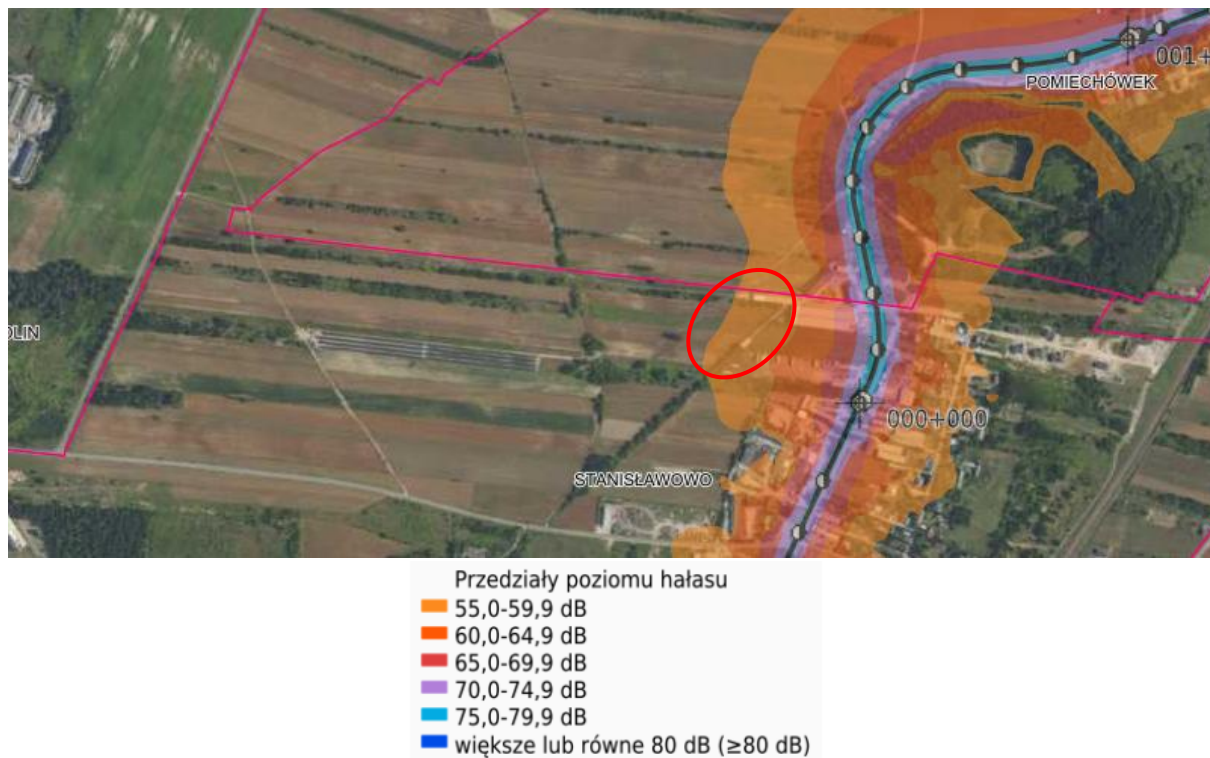 001+
POMIECHÓWEK
OLIN
000+000
STANISŁAWOWO
Przedziały poziomu hałasu
55,0-59,9 dB
60,0-64,9 dB
65,0-69,9 dB
70,0-74,9 dB
75,0-79,9 dB
większe lub równe 80 dB (≥80 dB)